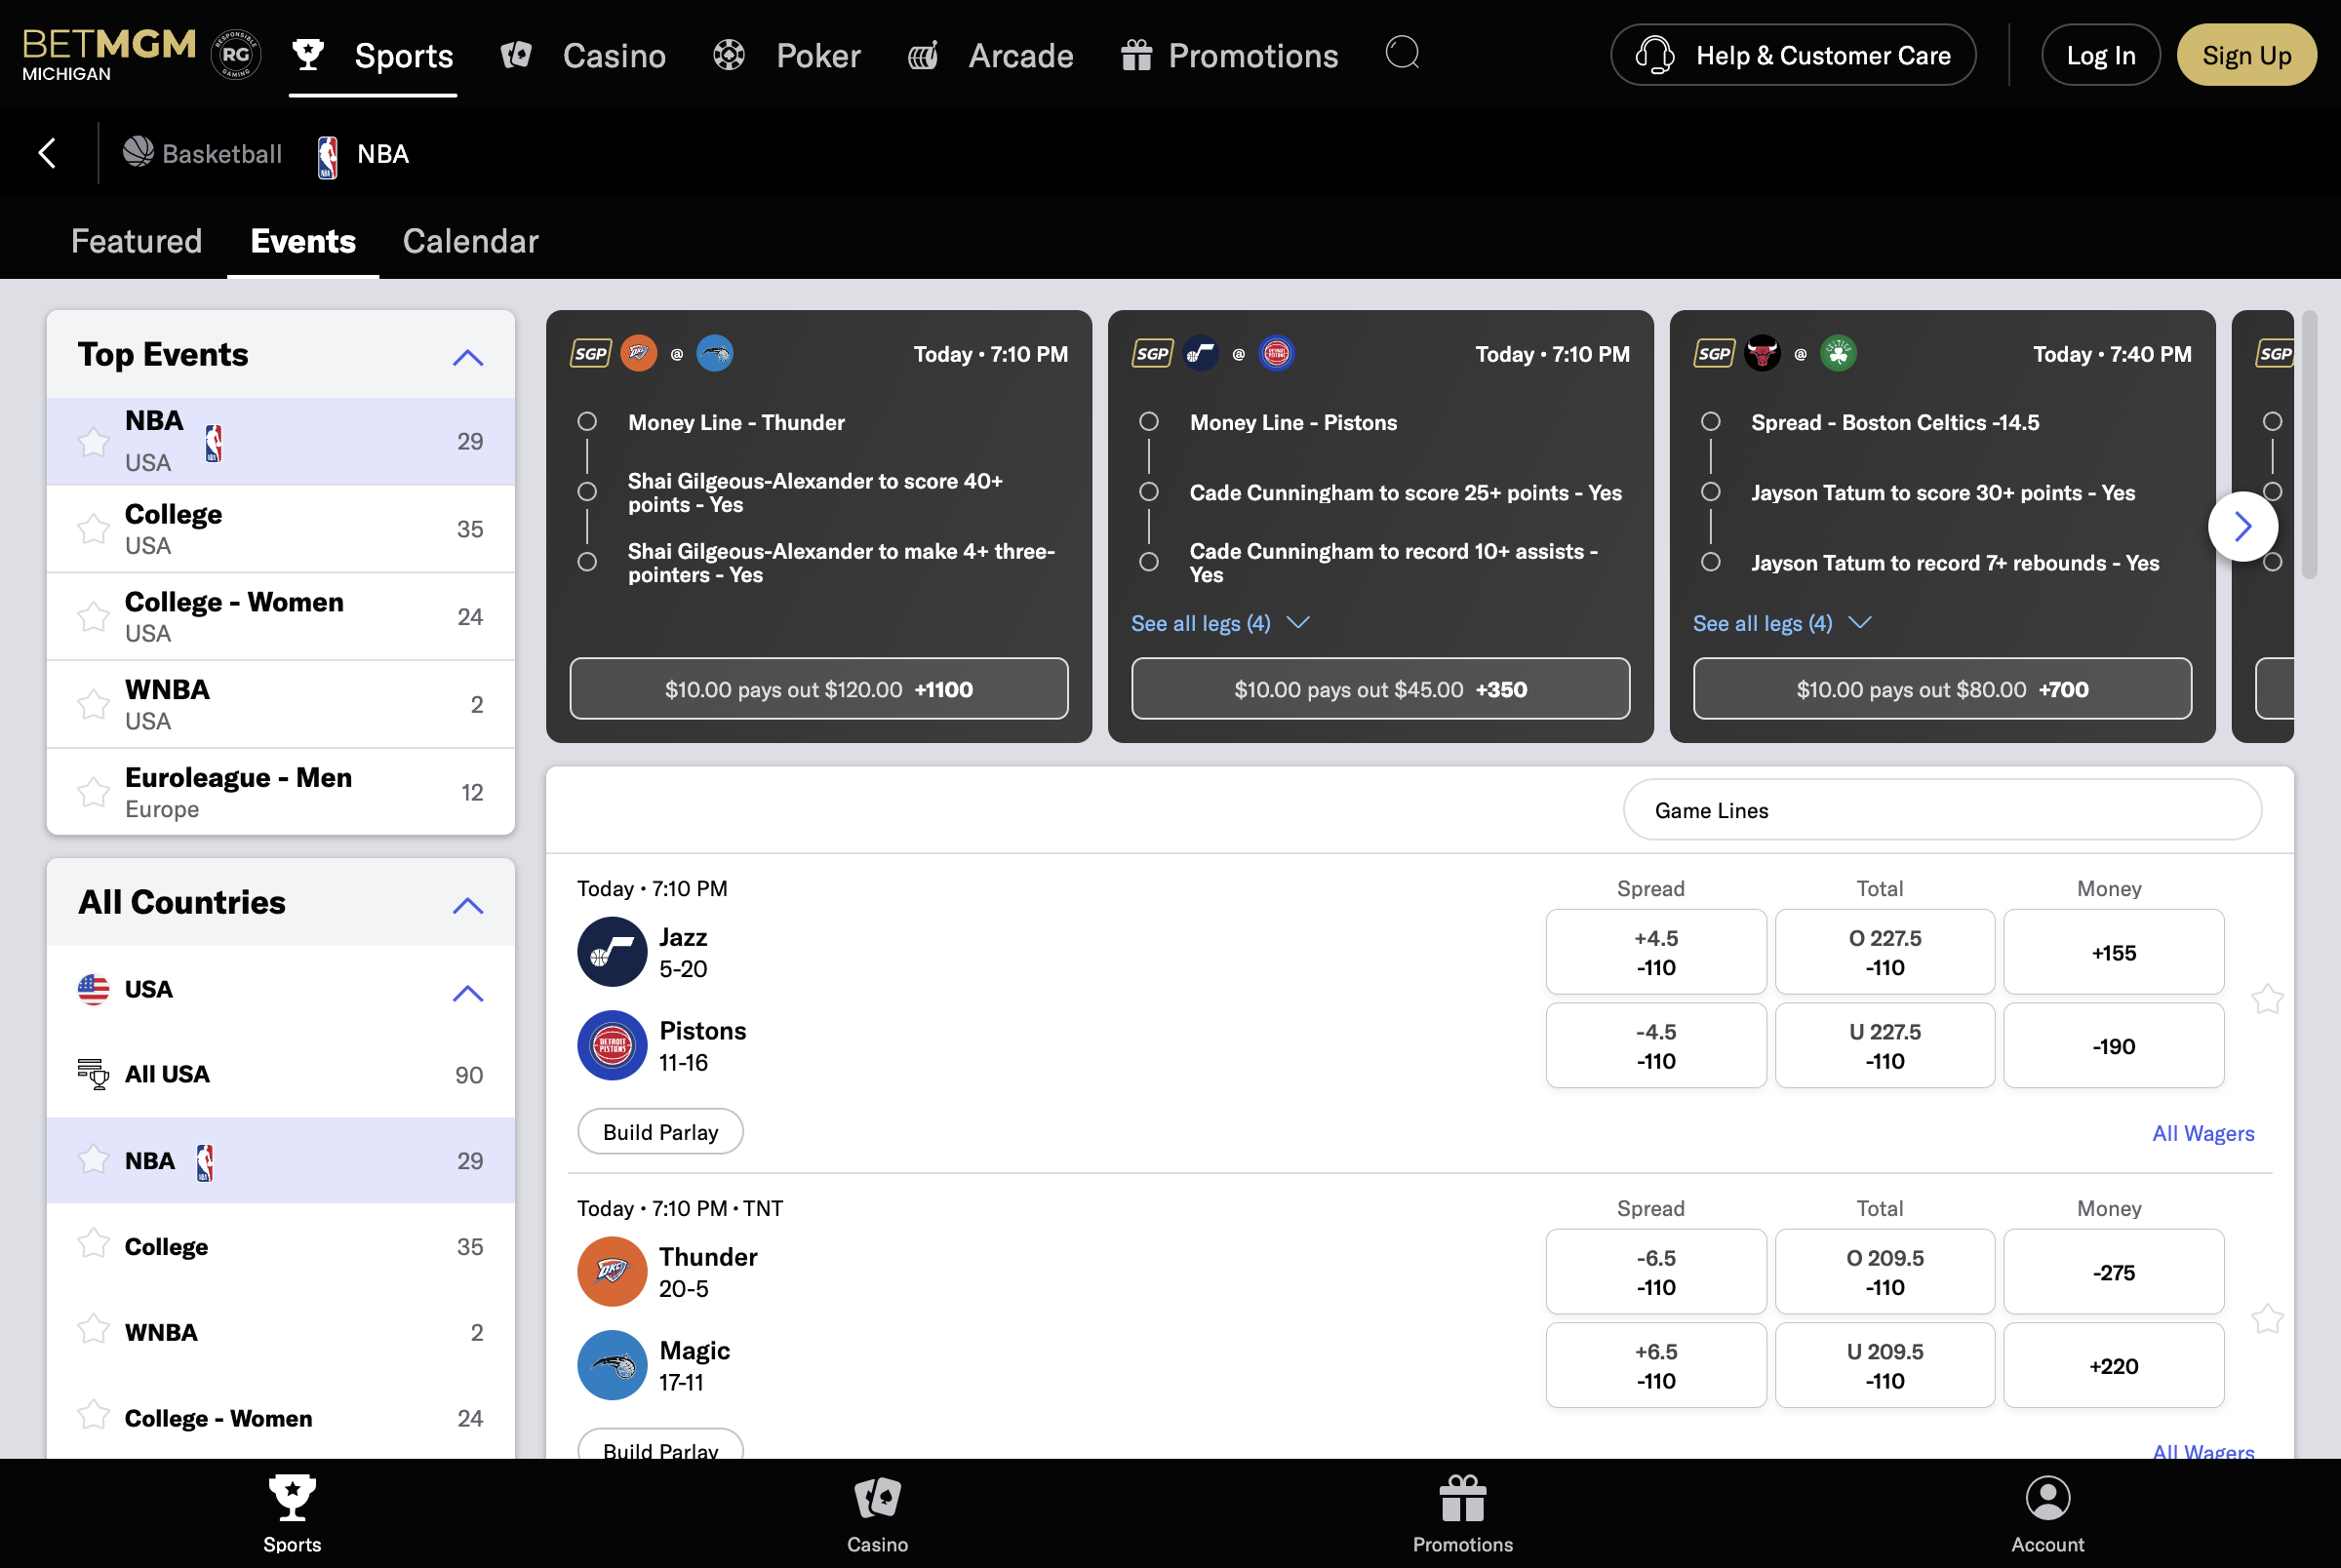 BETMGM
MICHIGAN
RESPONSIBLE
RG
GAMING
Sports
Casino
Poker
Arcade
Promotions
Help & Customer Care
Log In
Sign Up
Basketball
NBA
Featured
Events
Calendar
Top Events
NBA
USA
29
College
USA
35
College - Women
USA
24
WNBA
USA
2
Euroleague - Men
Europe
12
All Countries
USA
All USA
90
NBA
29
College
35
WNBA
2
College - Women
24
SGP
@
Today • 7:10 PM
Money Line - Thunder
Shai Gilgeous-Alexander to score 40+
points - Yes
Shai Gilgeous-Alexander to make 4+ three-
pointers - Yes
$10.00 pays out $120.00 +1100
SGP
@
Today • 7:10 PM
Money Line - Pistons
Cade Cunningham to score 25+ points - Yes
Cade Cunningham to record 10+ assists -
Yes
See all legs (4)
$10.00 pays out $45.00 +350
SGP
@
Today • 7:40 PM
Spread - Boston Celtics -14.5
Jayson Tatum to score 30+ points - Yes
Jayson Tatum to record 7+ rebounds - Yes
See all legs (4)
$10.00 pays out $80.00 +700
SGP
Game Lines
Today • 7:10 PM
Spread
Total
Money
Jazz
5-20
+4.5
-110
O 227.5
-110
+155
DETROIT
PISTONS
Pistons
11-16
-4.5
-110
U 227.5
-110
-190
Build Parlay
All Wagers
Today • 7:10 PM • TNT
Spread
Total
Money
OKC
Thunder
20-5
-6.5
-110
O 209.5
-110
-275
Magic
17-11
+6.5
-110
U 209.5
-110
+220
Build Parlay
All Wagers
Sports
Casino
Promotions
Account